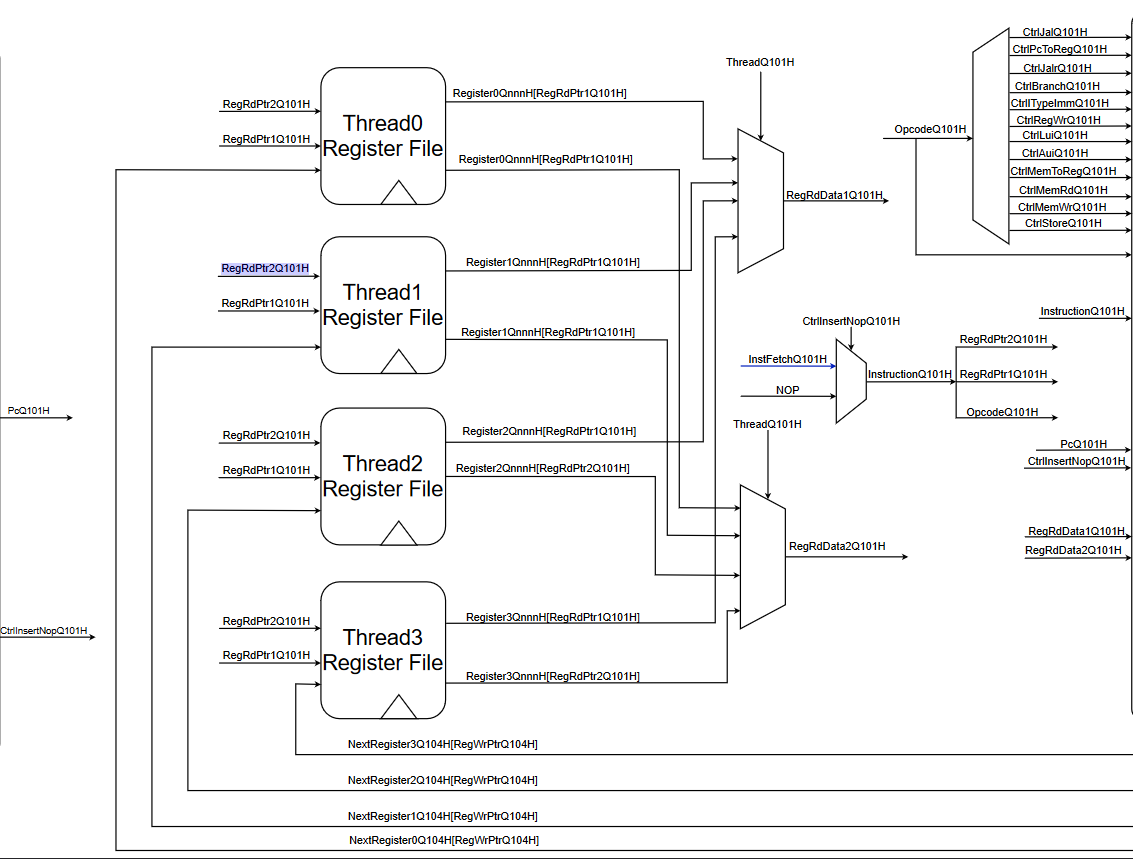 CtrlJalQ101H
CtrlPcToRegQ101H
ThreadQ101H
CtrlJalrQ101H
CtrlBranchQ101H
Register0QnnnH[RegRdPtr1Q101H]
RegRdPtr2Q101H
CtrlITypeImmQ101H
Thread0
Register File
CtrlRegWrQ101H
OpcodeQ101H
CtrlLuiQ101H
RegRdPtr1Q101H
CtrlAuiQ101H
Register0QnnnH[RegRdPtr1Q101H]
CtrlMemToRegQ101H
CtrlMemRdQ101H
RegRdData1Q101H
CtrlMemWrQ101H
CtrlStoreQ101H
Register1QnnnH[RegRdPtr1Q101H]
RegRdPtr2Q101H
Thread1
Register File
RegRdPtr1Q101H
InstructionQ101H
CtrlInsertNopQ101H
Register1QnnnH[RegRdPtr1Q101H]
RegRdPtr2Q101H
InstFetchQ101H
InstructionQ101H
RegRdPtr1Q101H
NOP
PcQ101H
OpcodeQ101H
ThreadQ101H
Register2QnnnH[RegRdPtr1Q101H]
RegRdPtr2Q101H
PcQ101H
Thread2
Register File
CtrlInsertNopQ101H
RegRdPtr1Q101H
Register2QnnnH[RegRdPtr2Q101H]
RegRdData1Q101H
RegRdData2Q101H
RegRdData2Q101H
Register3QnnnH[RegRdPtr1Q101H]
RegRdPtr2Q101H
CtrlInsertNopQ101H
Thread3
Register File
RegRdPtr1Q101H
Register3QnnnH[RegRdPtr2Q101H]
NextRegister3Q104H[RegWrPtrQ104H]
NextRegister2Q104H[RegWrPtrQ104H]
NextRegister1Q104H[RegWrPtrQ104H]
NextRegister0Q104H[RegWrPtrQ104H]